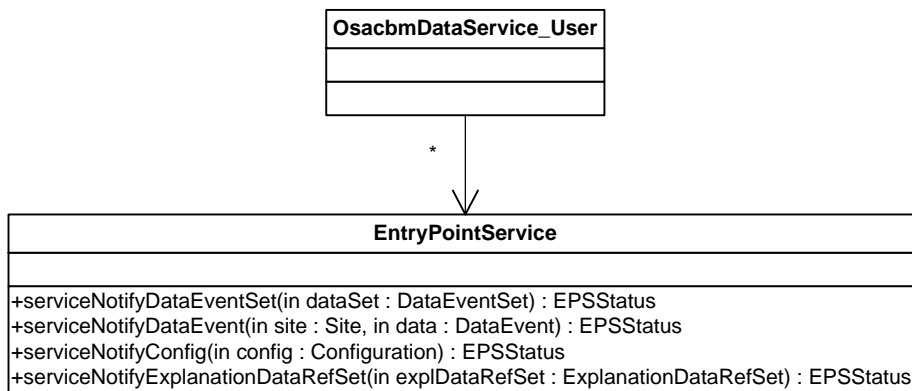 OsacbmDataService_User
*
EntryPointService
+serviceNotifyDataEventSet(in dataSet : DataEventSet) : EPSStatus
+serviceNotifyDataEvent(in site : Site, in data : DataEvent) : EPSStatus
+serviceNotifyConfig(in config : Configuration) : EPSStatus
+serviceNotifyExplanationDataRefSet(in explDataRefSet : ExplanationDataRefSet) : EPSStatus